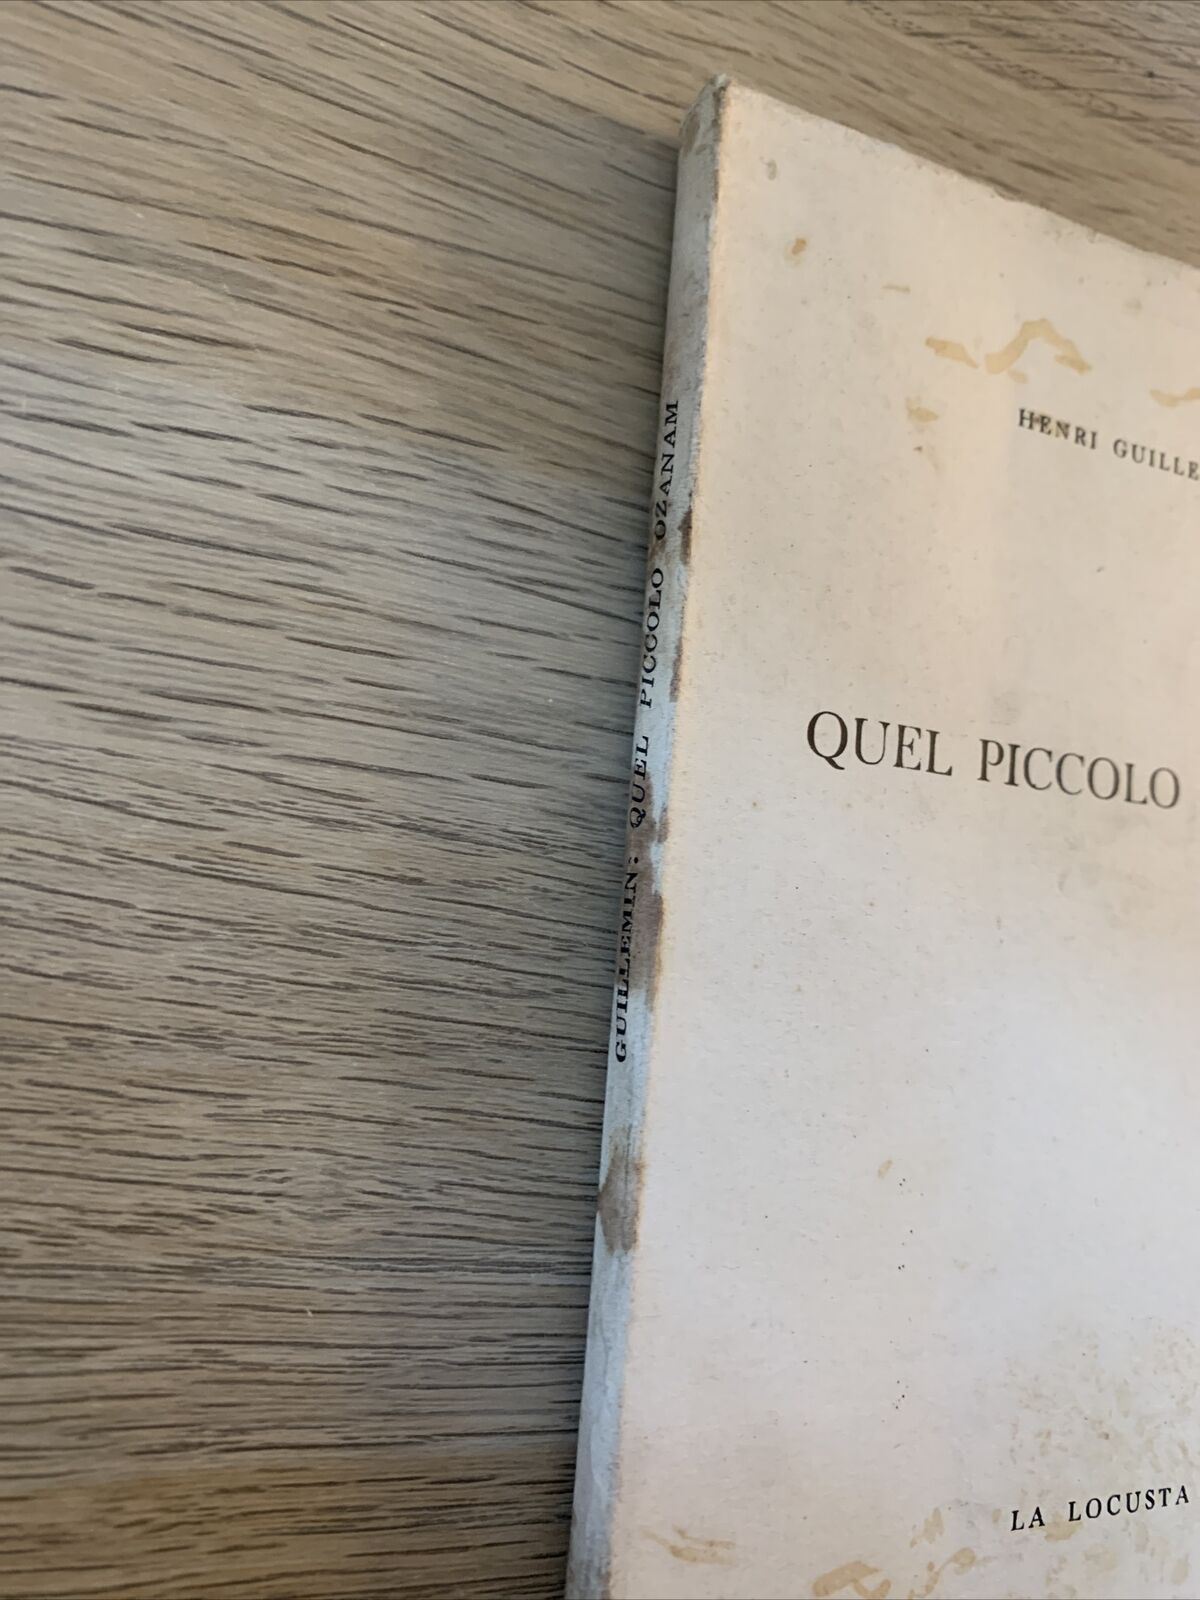 GUILLEMIN: QUEL PICCOLO OZANAM
HENRI GUILLE
QUEL PICCOLO
LA LOCUSTA